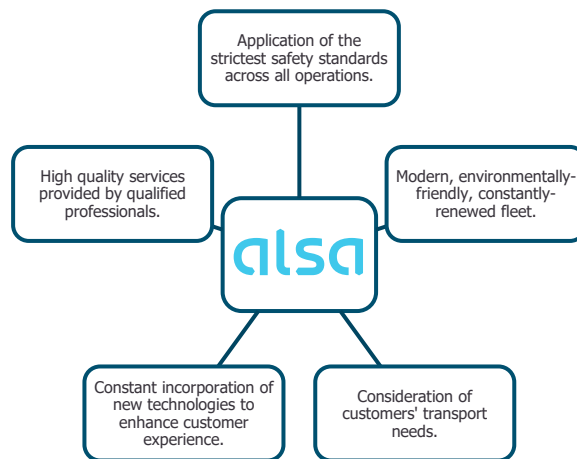 Application of the
strictest safety standards
across all operations.
High quality services
provided by qualified
professionals.
Modern, environmentally-
friendly, constantly-
renewed fleet.
alsa
Constant incorporation of
new technologies to
enhance customer
experience.
Consideration of
customers' transport
needs.